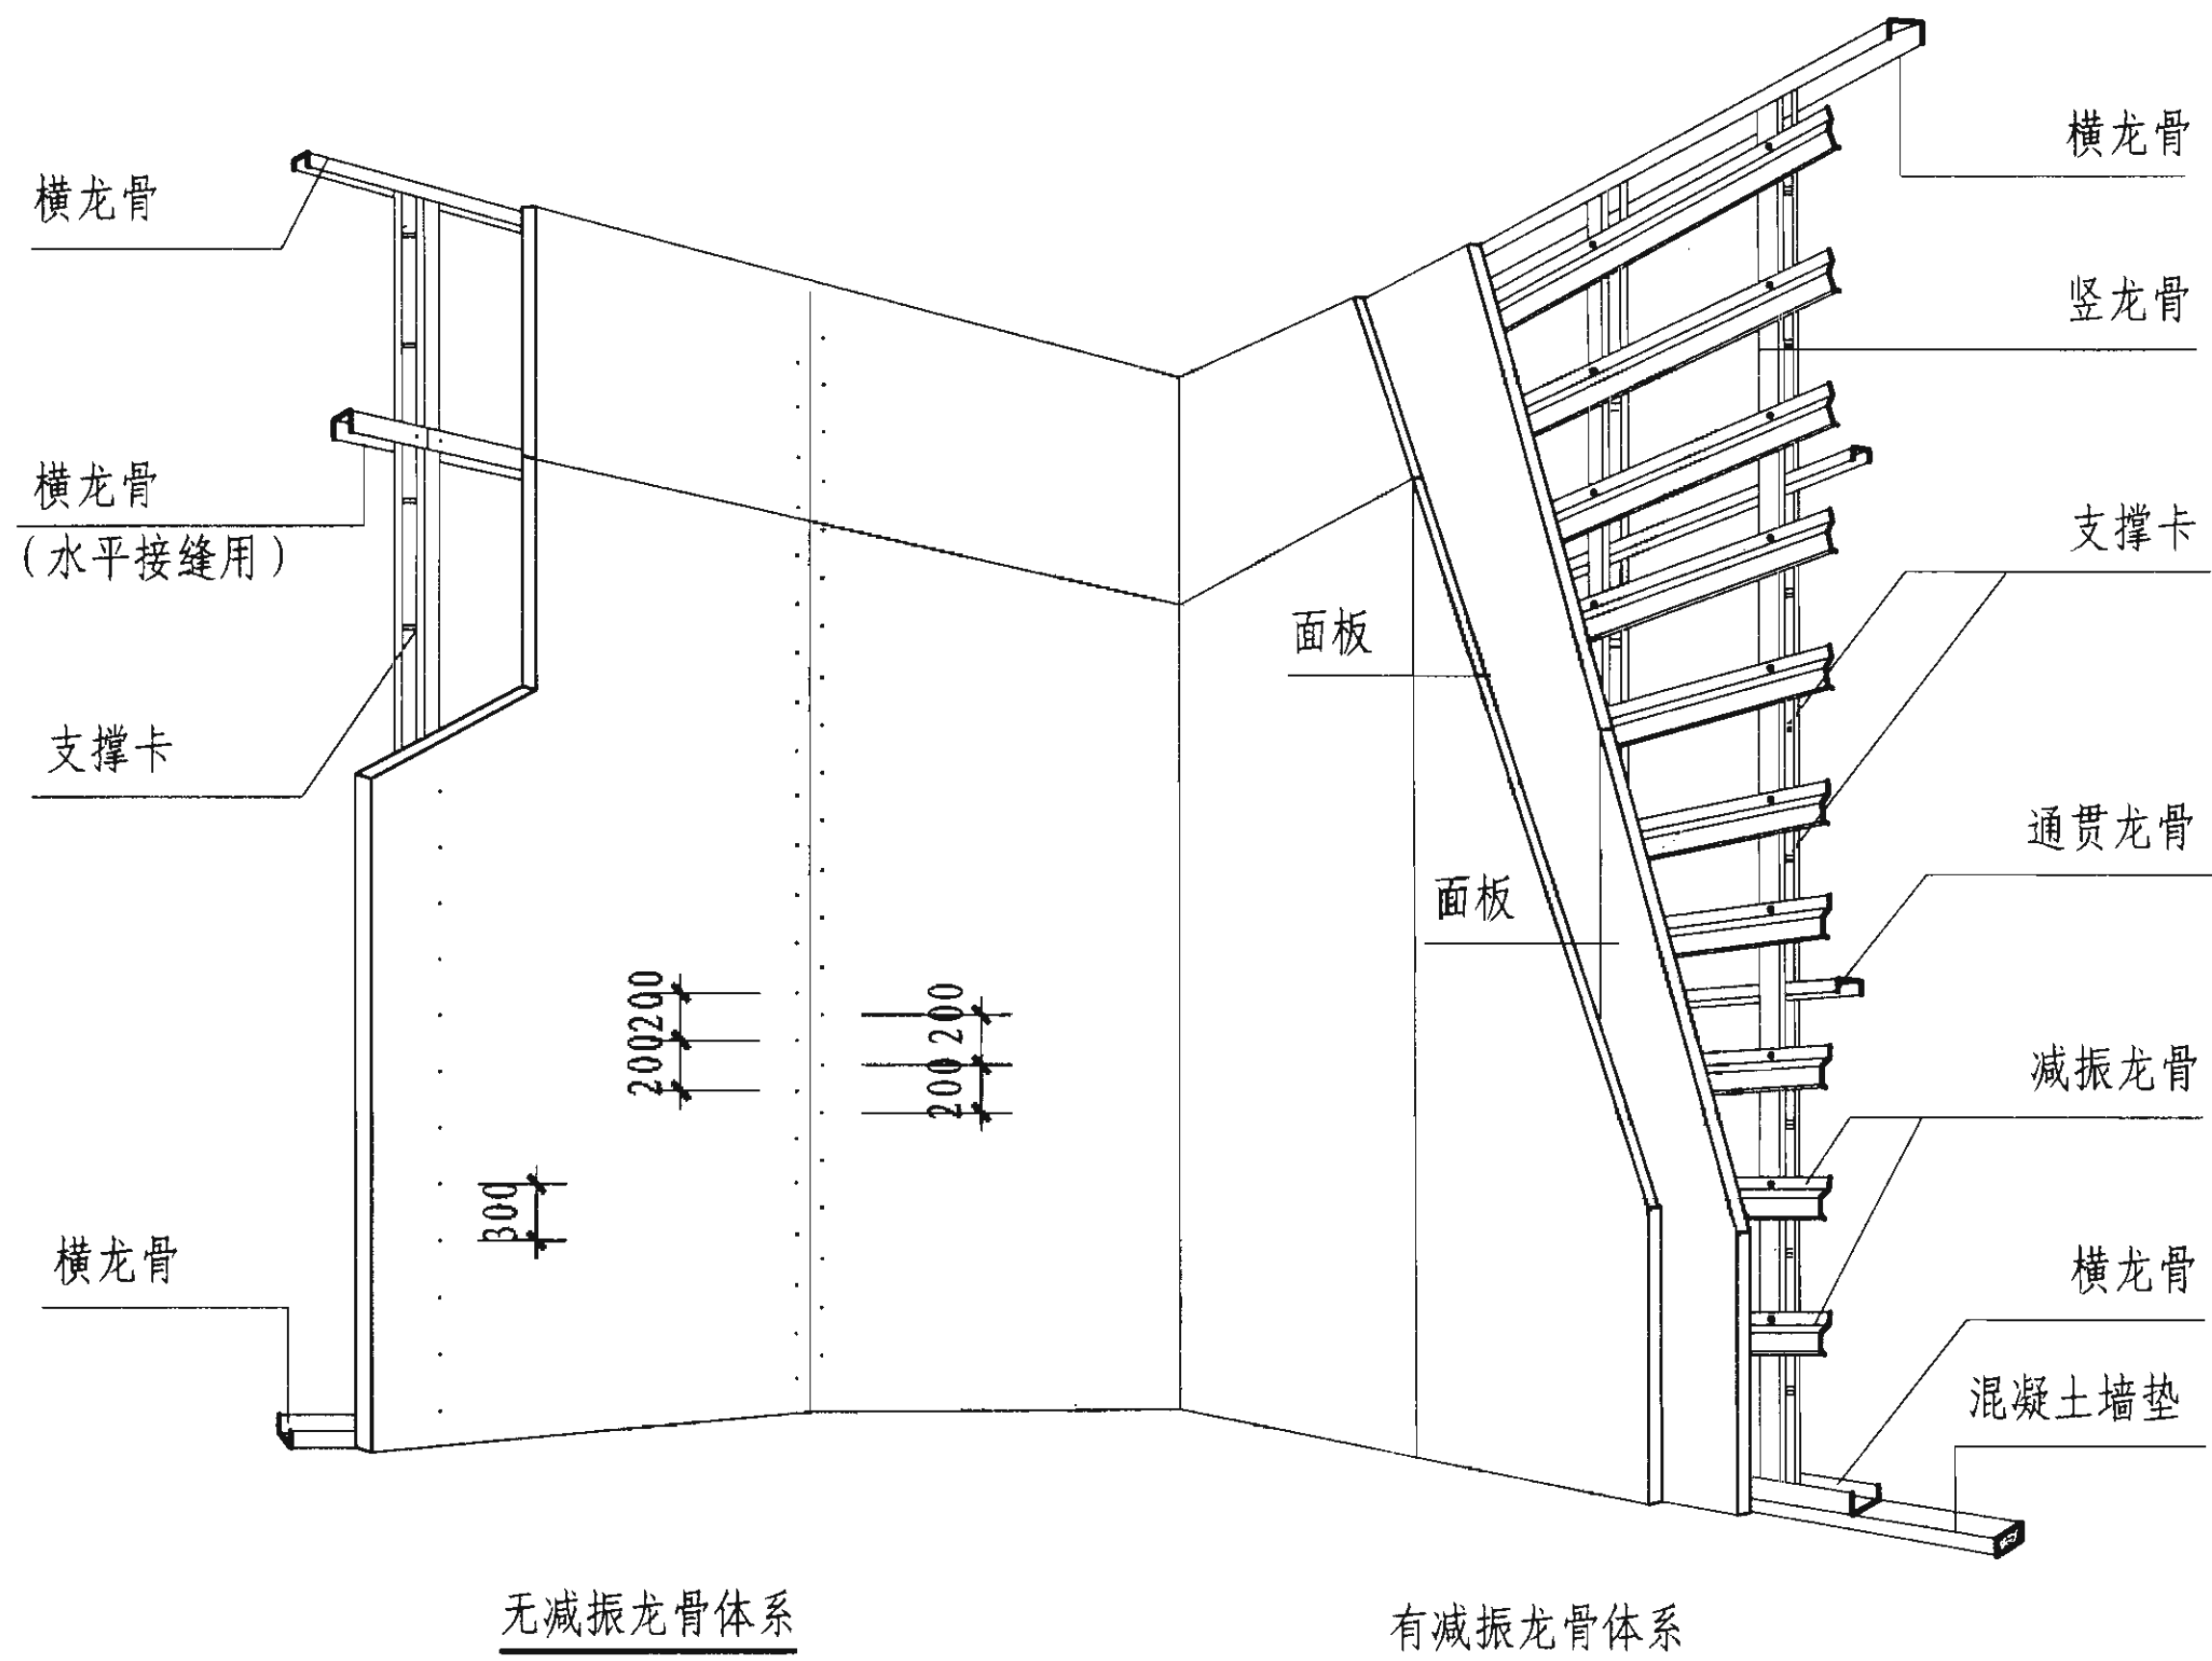 横龙骨
横龙骨
(水平接缝用)
支撑卡
横龙骨
200
200
200
200
300
面板
面板
横龙骨
竖龙骨
支撑卡
通贯龙骨
减振龙骨
横龙骨
混凝土墙垫
无减振龙骨体系
有减振龙骨体系